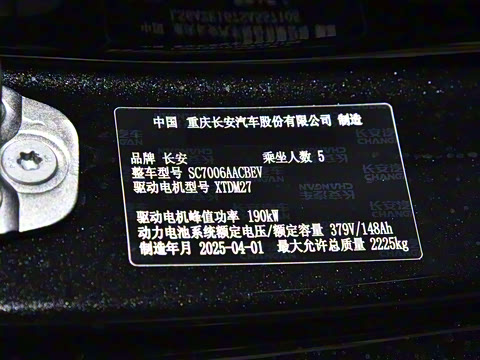 中国 重庆长安汽车股份有限公司 制造
品牌 长安 乘坐人数 5
整车型号 SC7006AACBEV
驱动电机型号 XTDM27
驱动电机峰值功率 190kW
动力电池系统额定电压/额定容量 379V/148Ah
制造年月 2025-04-01 最大允许总质量 2225kg